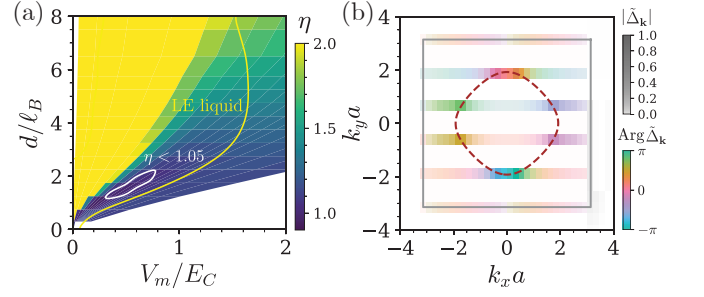 (a)
η
8
6
4
2
0
d/ℓ_B
0
1
2
V_m/E_C
LE liquid
η < 1.05
2.0
1.5
1.0
(b)
4
2
0
−2
−4
k_y a
−4
−2
0
2
4
k_x a
|Δ̃_k|
1.0
0.8
0.6
0.4
0.2
0.0
Arg Δ̃_k
π
0
−π